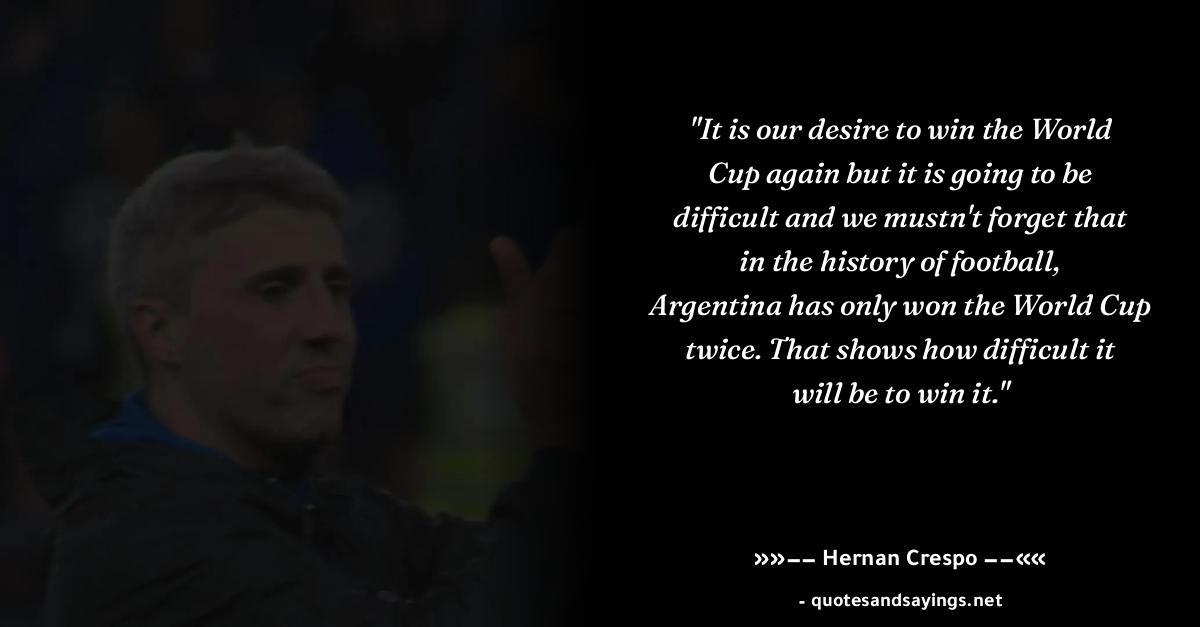 "It is our desire to win the World
Cup again but it is going to be
difficult and we mustn't forget that
in the history of football,
Argentina has only won the World Cup
twice. That shows how difficult it
will be to win it."
»»−− Hernan Crespo −−««
- quotesandsayings.net